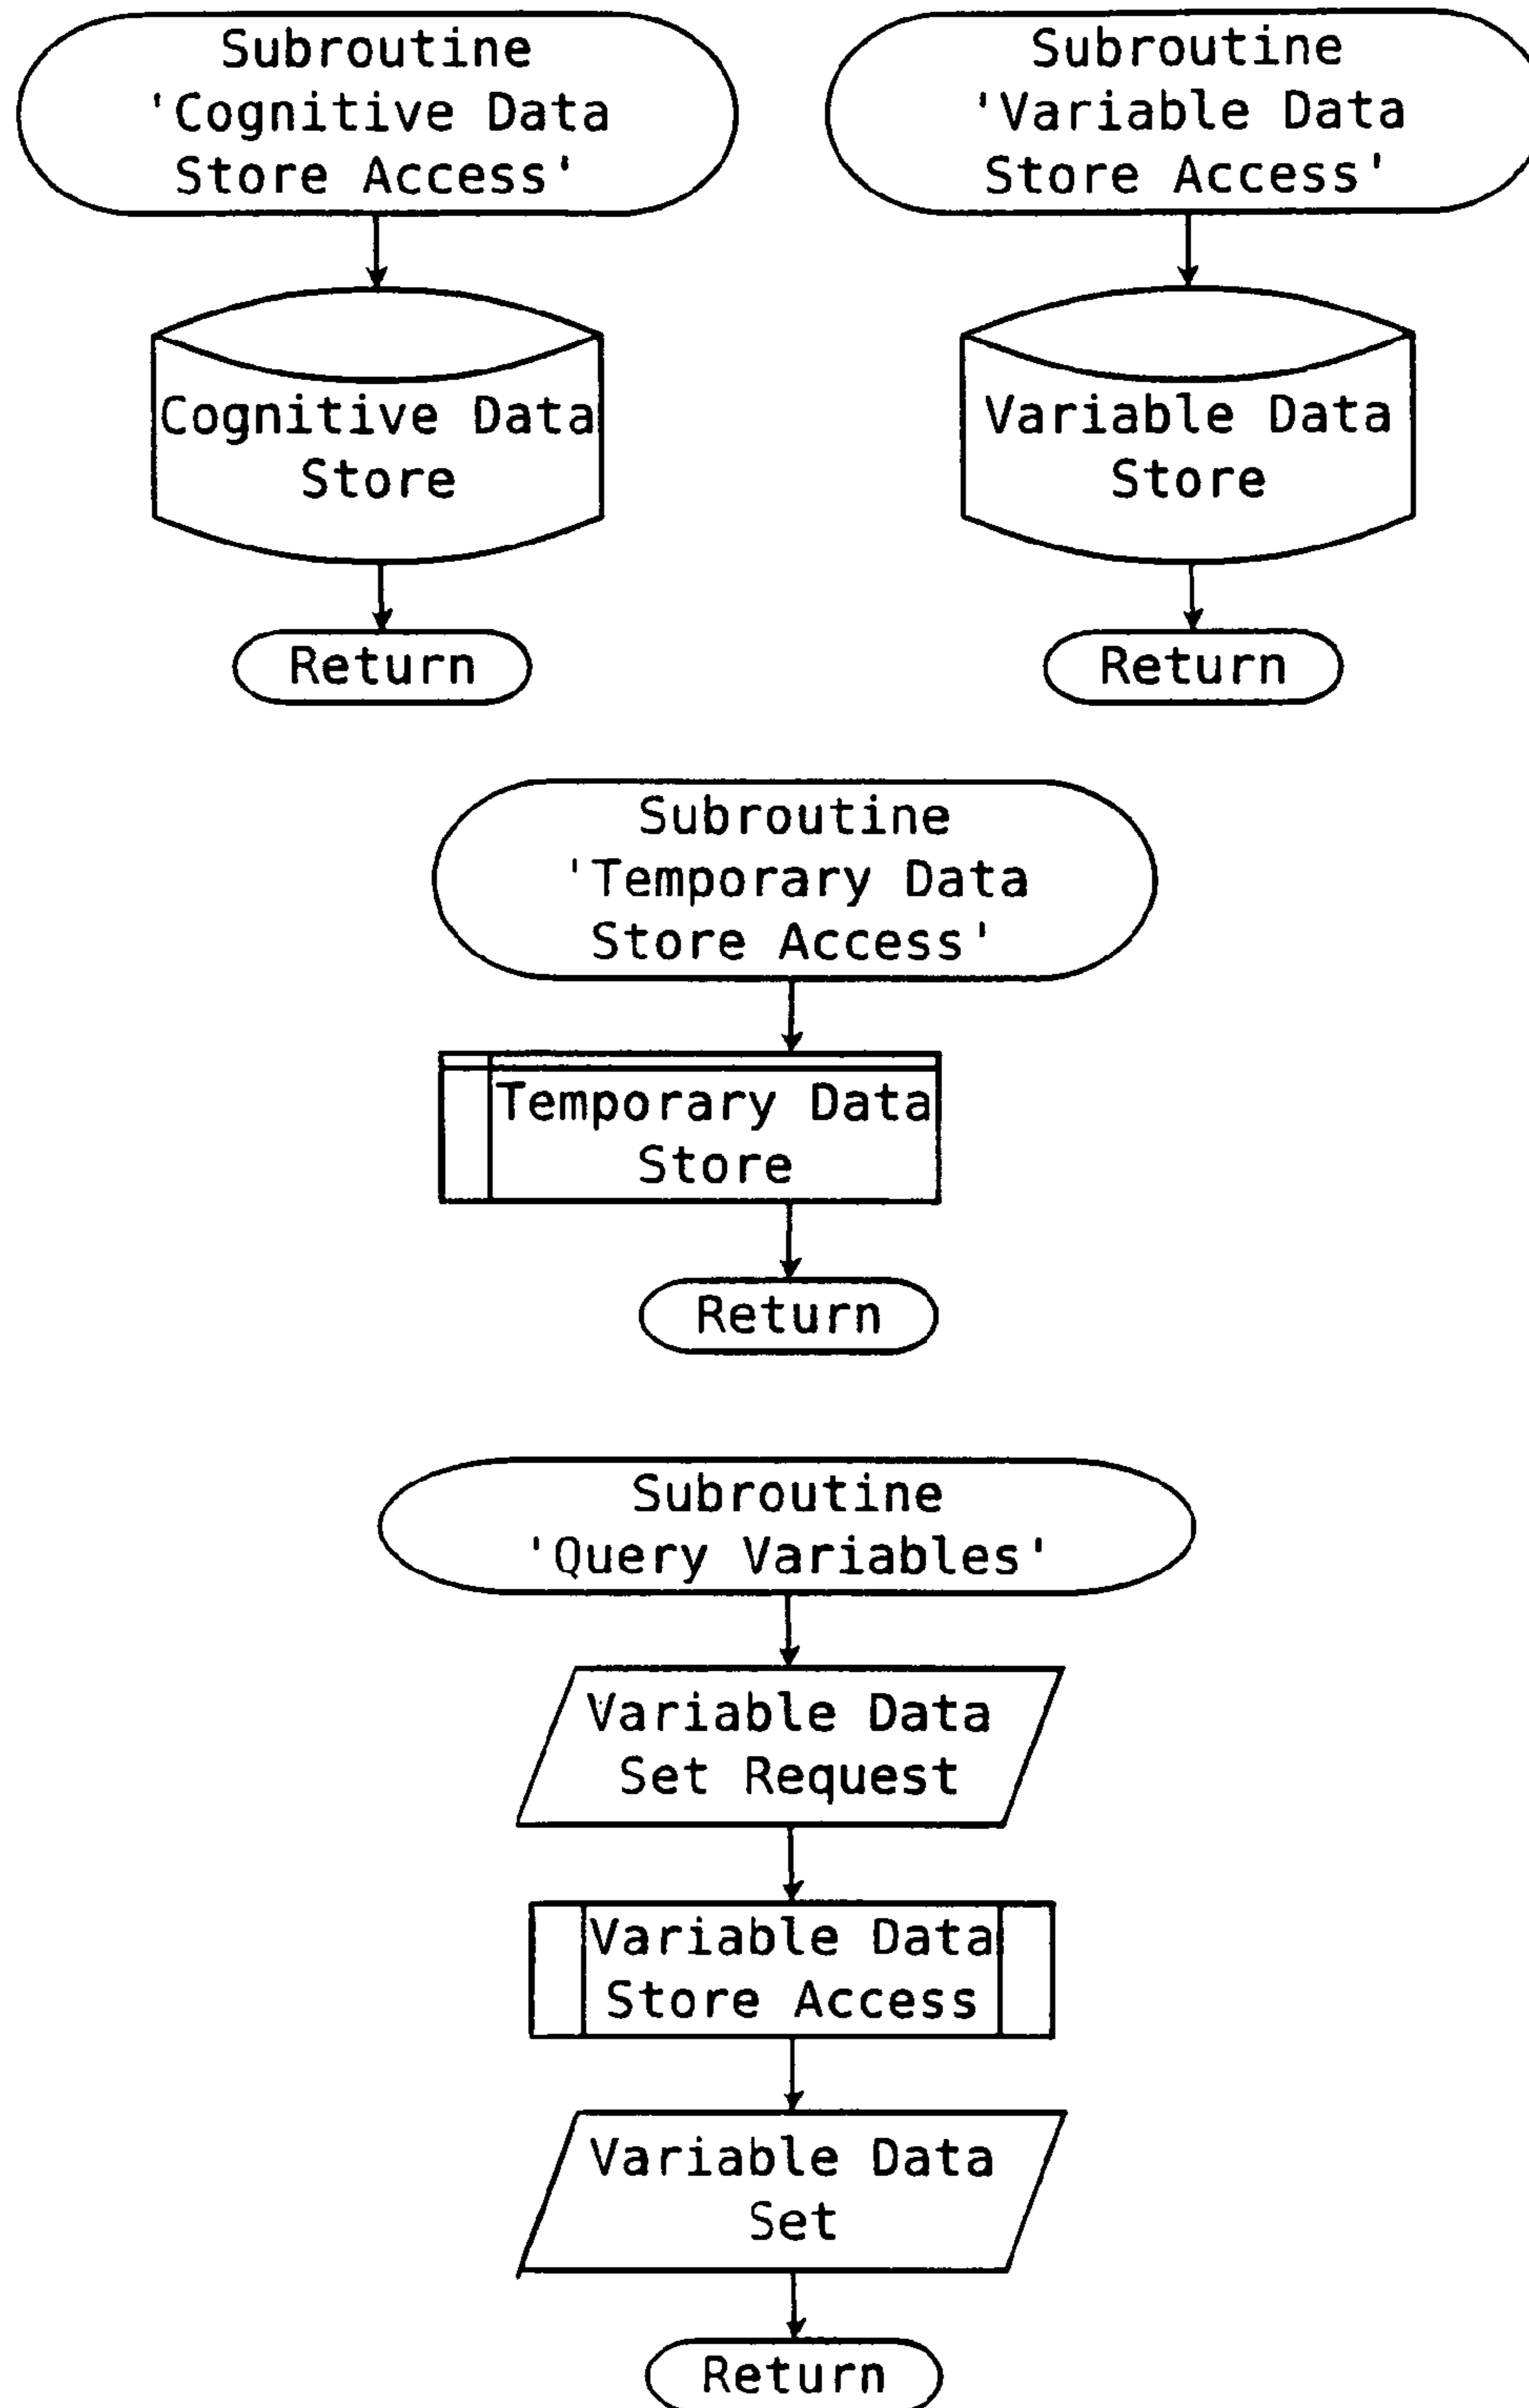 Subroutine
'Cognitive Data
Store Access'
Cognitive Data
Store
Return
Subroutine
'Variable Data
Store Access'
Variable Data
Store
Return
Subroutine
'Temporary Data
Store Access'
Temporary Data
Store
Return
Subroutine
'Query Variables'
Variable Data
Set Request
Variable Data
Store Access
Variable Data
Set
Return